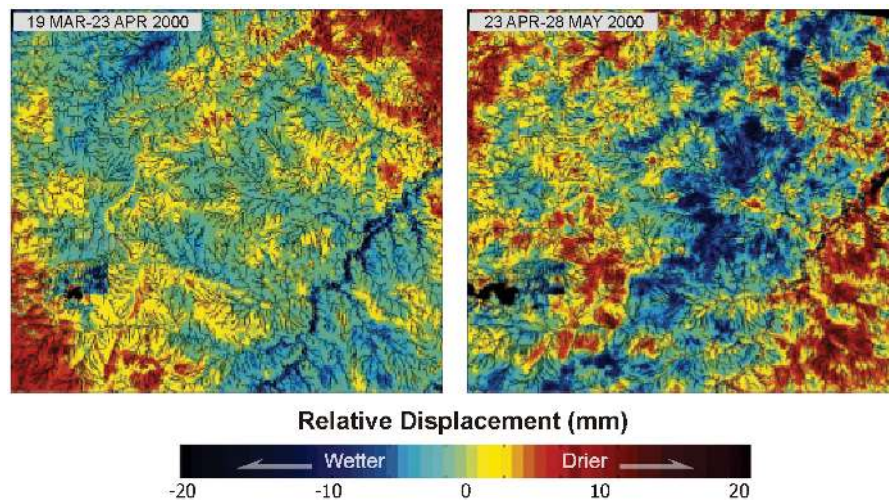 19 MAR-23 APR 2000
23 APR-28 MAY 2000
Relative Displacement (mm)
Wetter
Drier
-20
-10
0
10
20